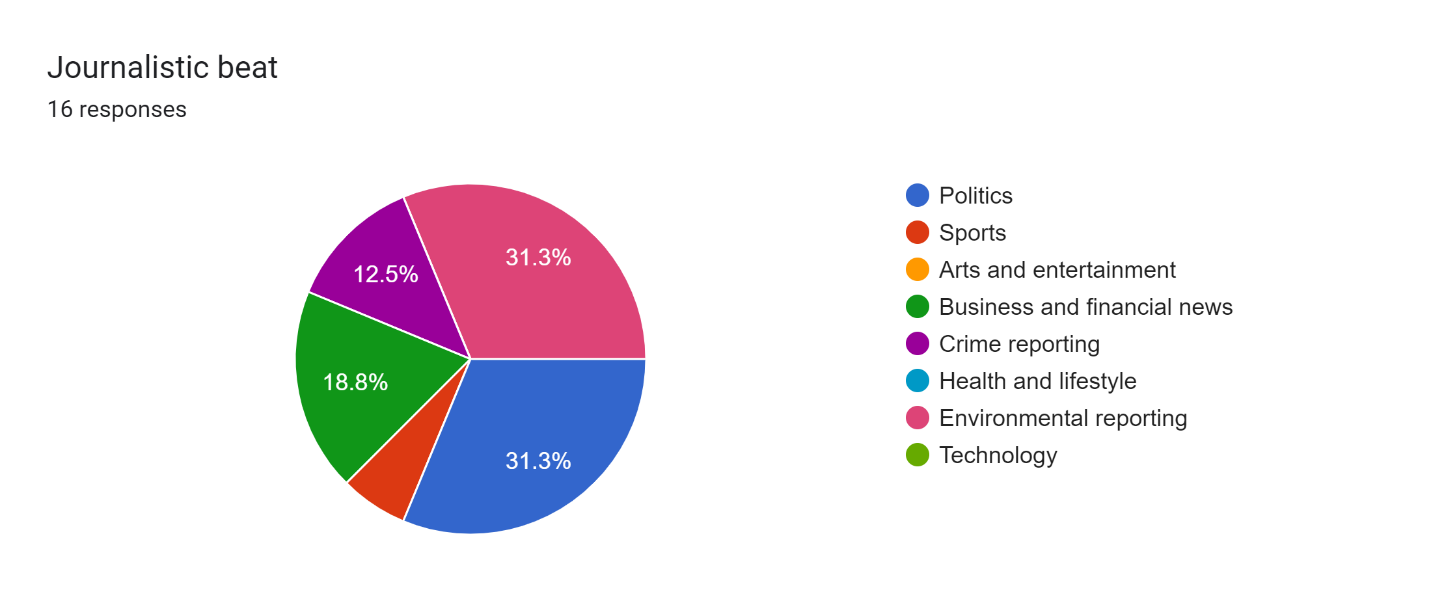 Journalistic beat
16 responses
31.3%
12.5%
18.8%
31.3%
Politics
Sports
Arts and entertainment
Business and financial news
Crime reporting
Health and lifestyle
Environmental reporting
Technology